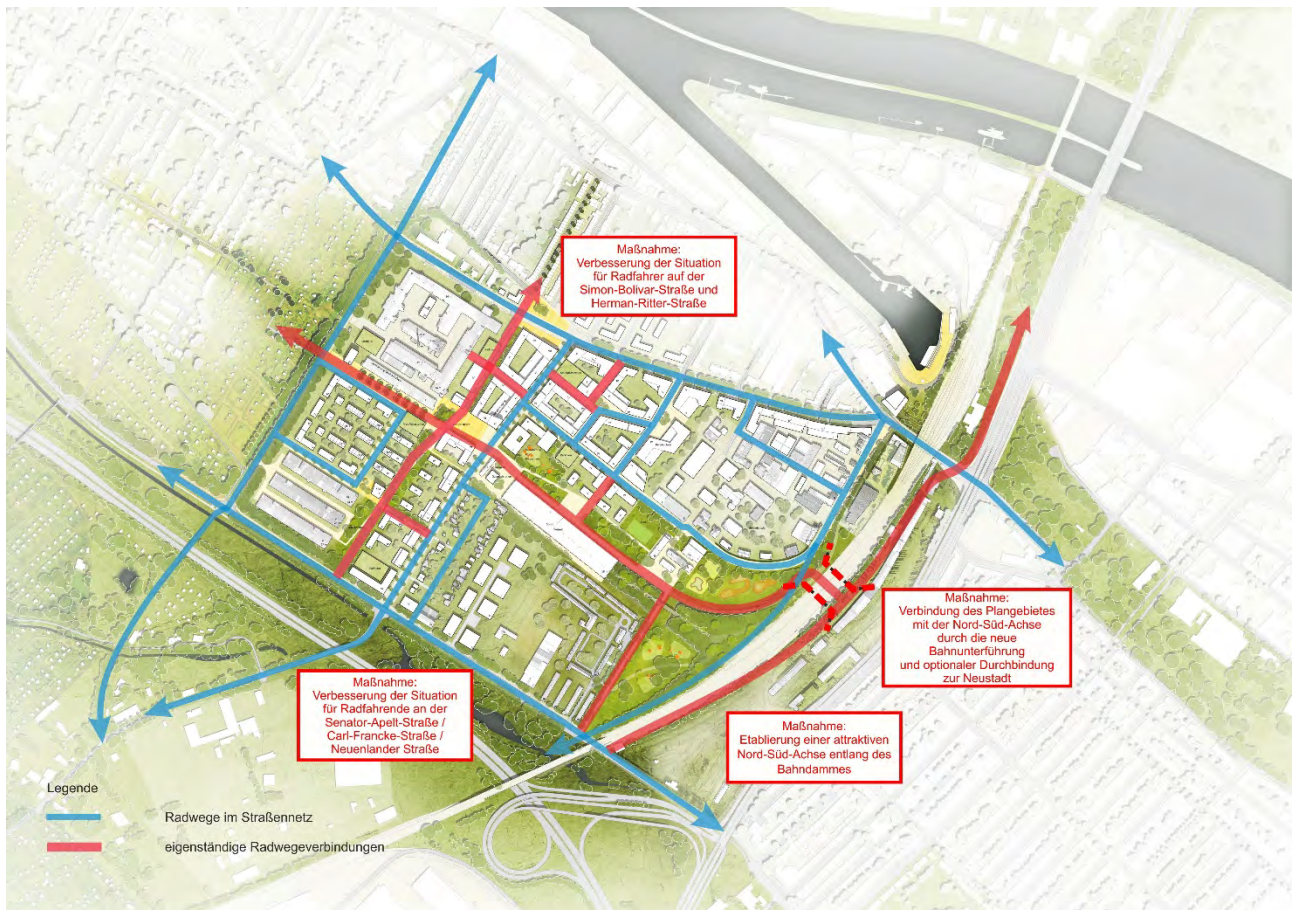 Maßnahme:
Verbesserung der Situation
für Radfahrer auf der
Simon-Bolivar-Straße und
Herman-Ritter-Straße
Maßnahme:
Verbindung des Plangebietes
mit der Nord-Süd-Achse
durch die neue
Bahnunterführung
und optionaler Durchbindung
zur Neustadt
Maßnahme:
Verbesserung der Situation
für Radfahrende an der
Senator-Apelt-Straße /
Carl-Francke-Straße /
Neuenlander Straße
Maßnahme:
Etablierung einer attraktiven
Nord-Süd-Achse entlang des
Bahndammes
Legende
Radwege im Straßennetz
eigenständige Radwegeverbindungen